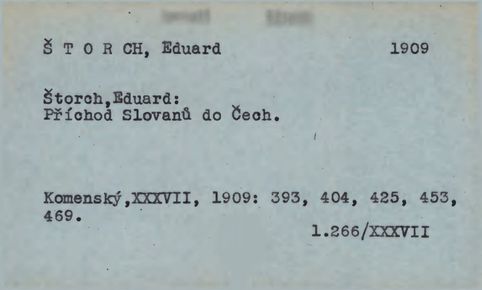 Š T O R CH, Eduard 1909
Štorch,Eduard:
Příchod Slovanů do Čech.
Komenský,XXXVII, 1909: 393, 404, 425, 453,
469.
1.266/XXXVII